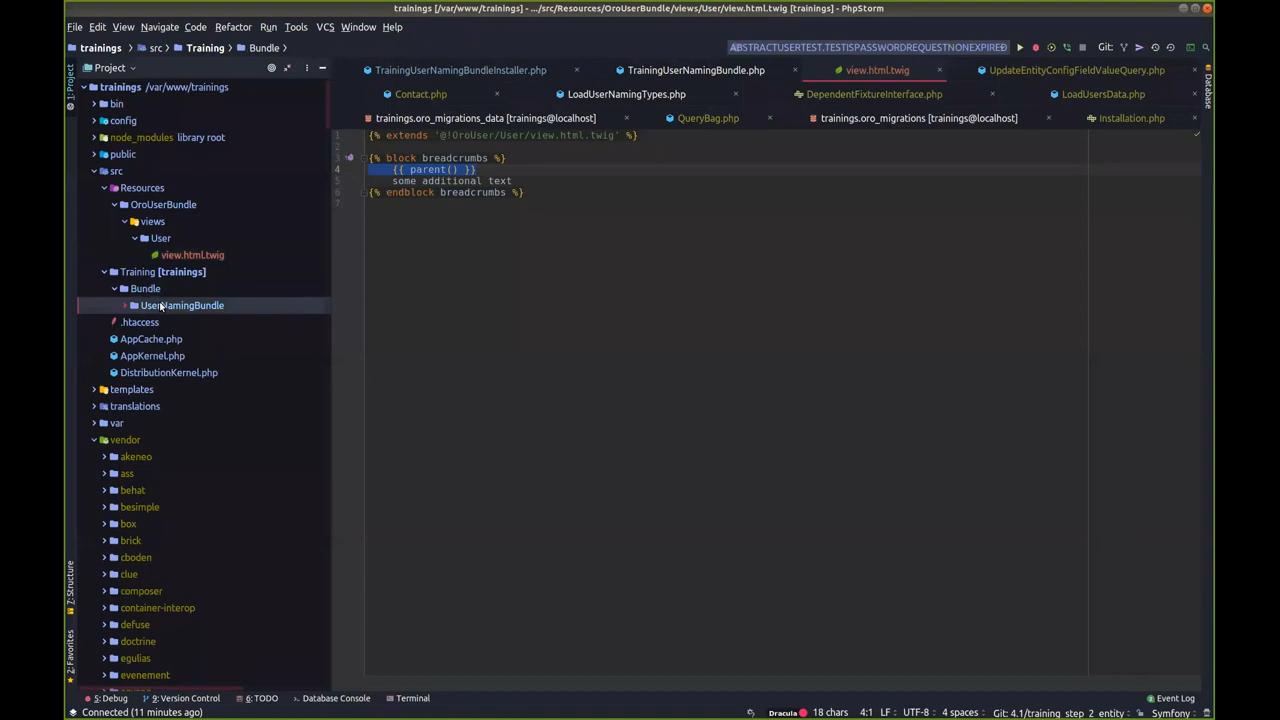 trainings [/var/www/trainings] - .../src/Resources/OroUserBundle/views/User/view.html.twig [trainings] - PhpStorm
File Edit View Navigate Code Refactor Run Tools VCS Window Help
trainings src Training Bundle ABSTRACTUSERTEST.TESTISPASSWORDREQUESTNONEXPIRED Git:
Project TrainingUserNamingBundleInstaller.php TrainingUserNamingBundle.php view.html.twig UpdateEntityConfigFieldValueQuery.php
Contact.php LoadUserNamingTypes.php DependentFixtureInterface.php LoadUsersData.php
trainings.oro_migrations_data [trainings@localhost] QueryBag.php trainings.oro_migrations [trainings@localhost] Installation.php
1: Project
Database
trainings /var/www/trainings
bin
config
node_modules library root
public
src
Resources
OroUserBundle
views
User
view.html.twig
Training [trainings]
Bundle
UserNamingBundle
.htaccess
AppCache.php
AppKernel.php
DistributionKernel.php
templates
translations
var
vendor
akeneo
ass
behat
besimple
box
brick
cboden
clue
composer
container-interop
defuse
doctrine
egulias
evenement
1 {% extends '@!OroUser/User/view.html.twig' %}
2
3 {% block breadcrumbs %}
4 {{ parent() }}
5 some additional text
6 {% endblock breadcrumbs %}
7
7: Structure
2: Favorites
5: Debug 9: Version Control 6: TODO Database Console Terminal Event Log
Connected (11 minutes ago) Dracula 18 chars 4:1 LF UTF-8 4 spaces Git: 4.1/training_step_2_entity Symfony